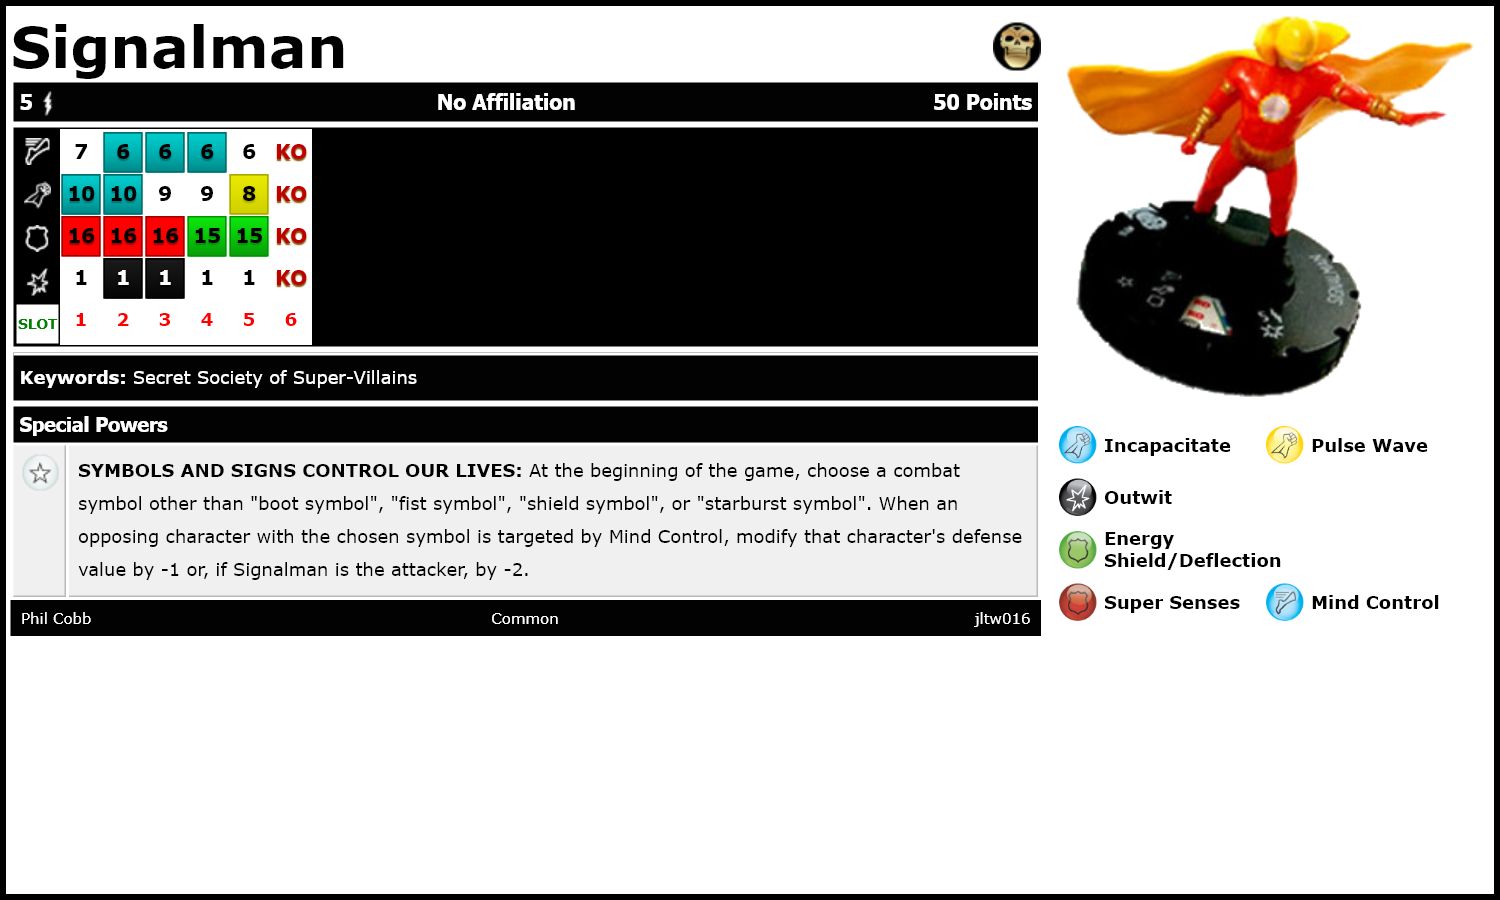 Signalman
5 No Affiliation 50 Points
7 6 6 6 6 KO
10 10 9 9 8 KO
16 16 16 15 15 KO
1 1 1 1 1 KO
SLOT 1 2 3 4 5 6
Keywords: Secret Society of Super-Villains
Special Powers
SYMBOLS AND SIGNS CONTROL OUR LIVES: At the beginning of the game, choose a combat
symbol other than "boot symbol", "fist symbol", "shield symbol", or "starburst symbol". When an
opposing character with the chosen symbol is targeted by Mind Control, modify that character's defense
value by -1 or, if Signalman is the attacker, by -2.
Phil Cobb Common jltw016
SIGNALMAN
Incapacitate Pulse Wave
Outwit
Energy
Shield/Deflection
Super Senses Mind Control